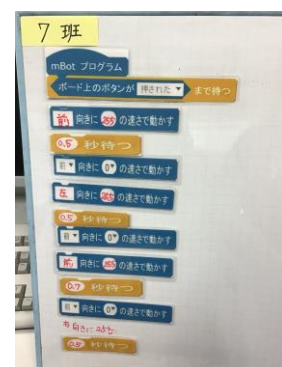 7 班
mBot プログラム
ボード上のボタンが 押された まで待つ
前 向きに 255 の速さで動かす
0.5 秒待つ
前 向きに 0 の速さで動かす
左 向きに 255 の速さで動かす
0.5 秒待つ
前 向きに 0 の速さで動かす
前 向きに 255 の速さで動かす
0.7 秒待つ
前 向きに 0 の速さで動かす
右向きに
0.5 秒待つ